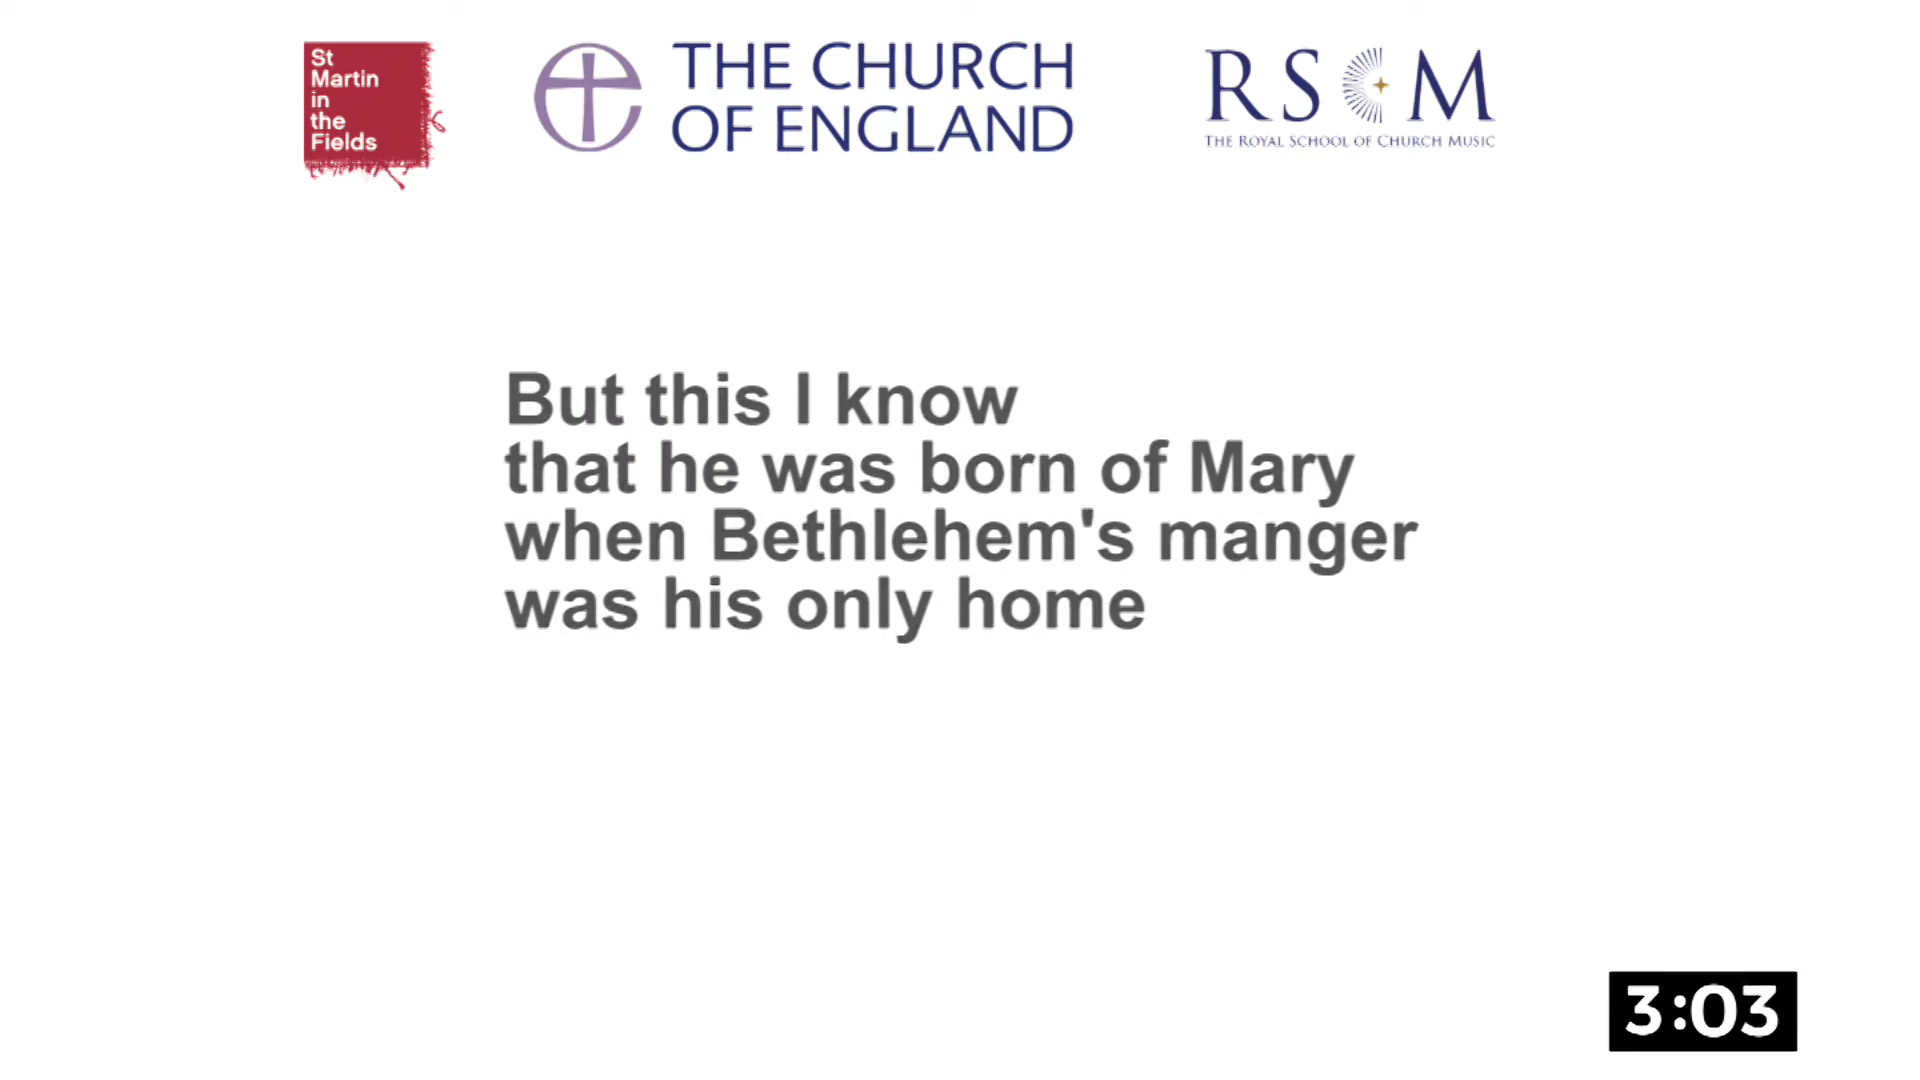 St
Martin
in
the
Fields
THE CHURCH
OF ENGLAND
RSCM
THE ROYAL SCHOOL OF CHURCH MUSIC
But this I know
that he was born of Mary
when Bethlehem's manger
was his only home
3:03